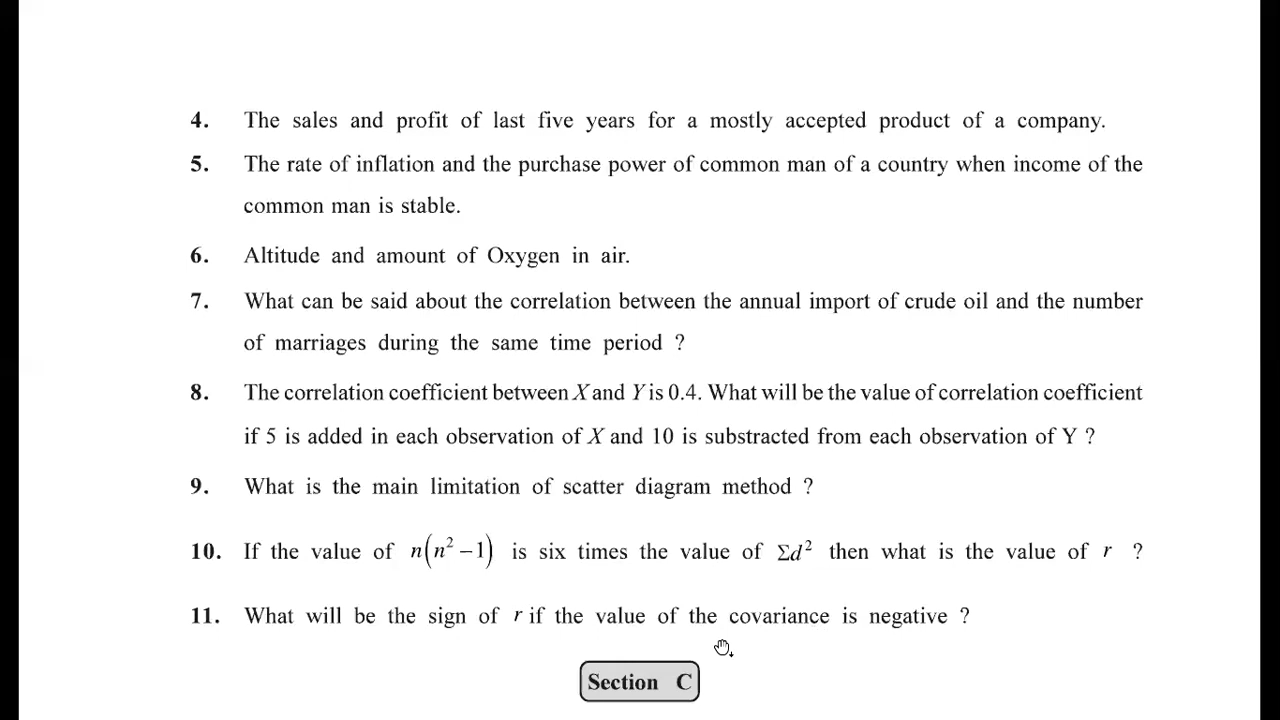 4. The sales and profit of last five years for a mostly accepted product of a company.
5. The rate of inflation and the purchase power of common man of a country when income of the
common man is stable.
6. Altitude and amount of Oxygen in air.
7. What can be said about the correlation between the annual import of crude oil and the number
of marriages during the same time period ?
8. The correlation coefficient between X and Y is 0.4. What will be the value of correlation coefficient
if 5 is added in each observation of X and 10 is substracted from each observation of Y ?
9. What is the main limitation of scatter diagram method ?
10. If the value of n(n² – 1) is six times the value of Σd² then what is the value of r ?
11. What will be the sign of r if the value of the covariance is negative ?
Section C